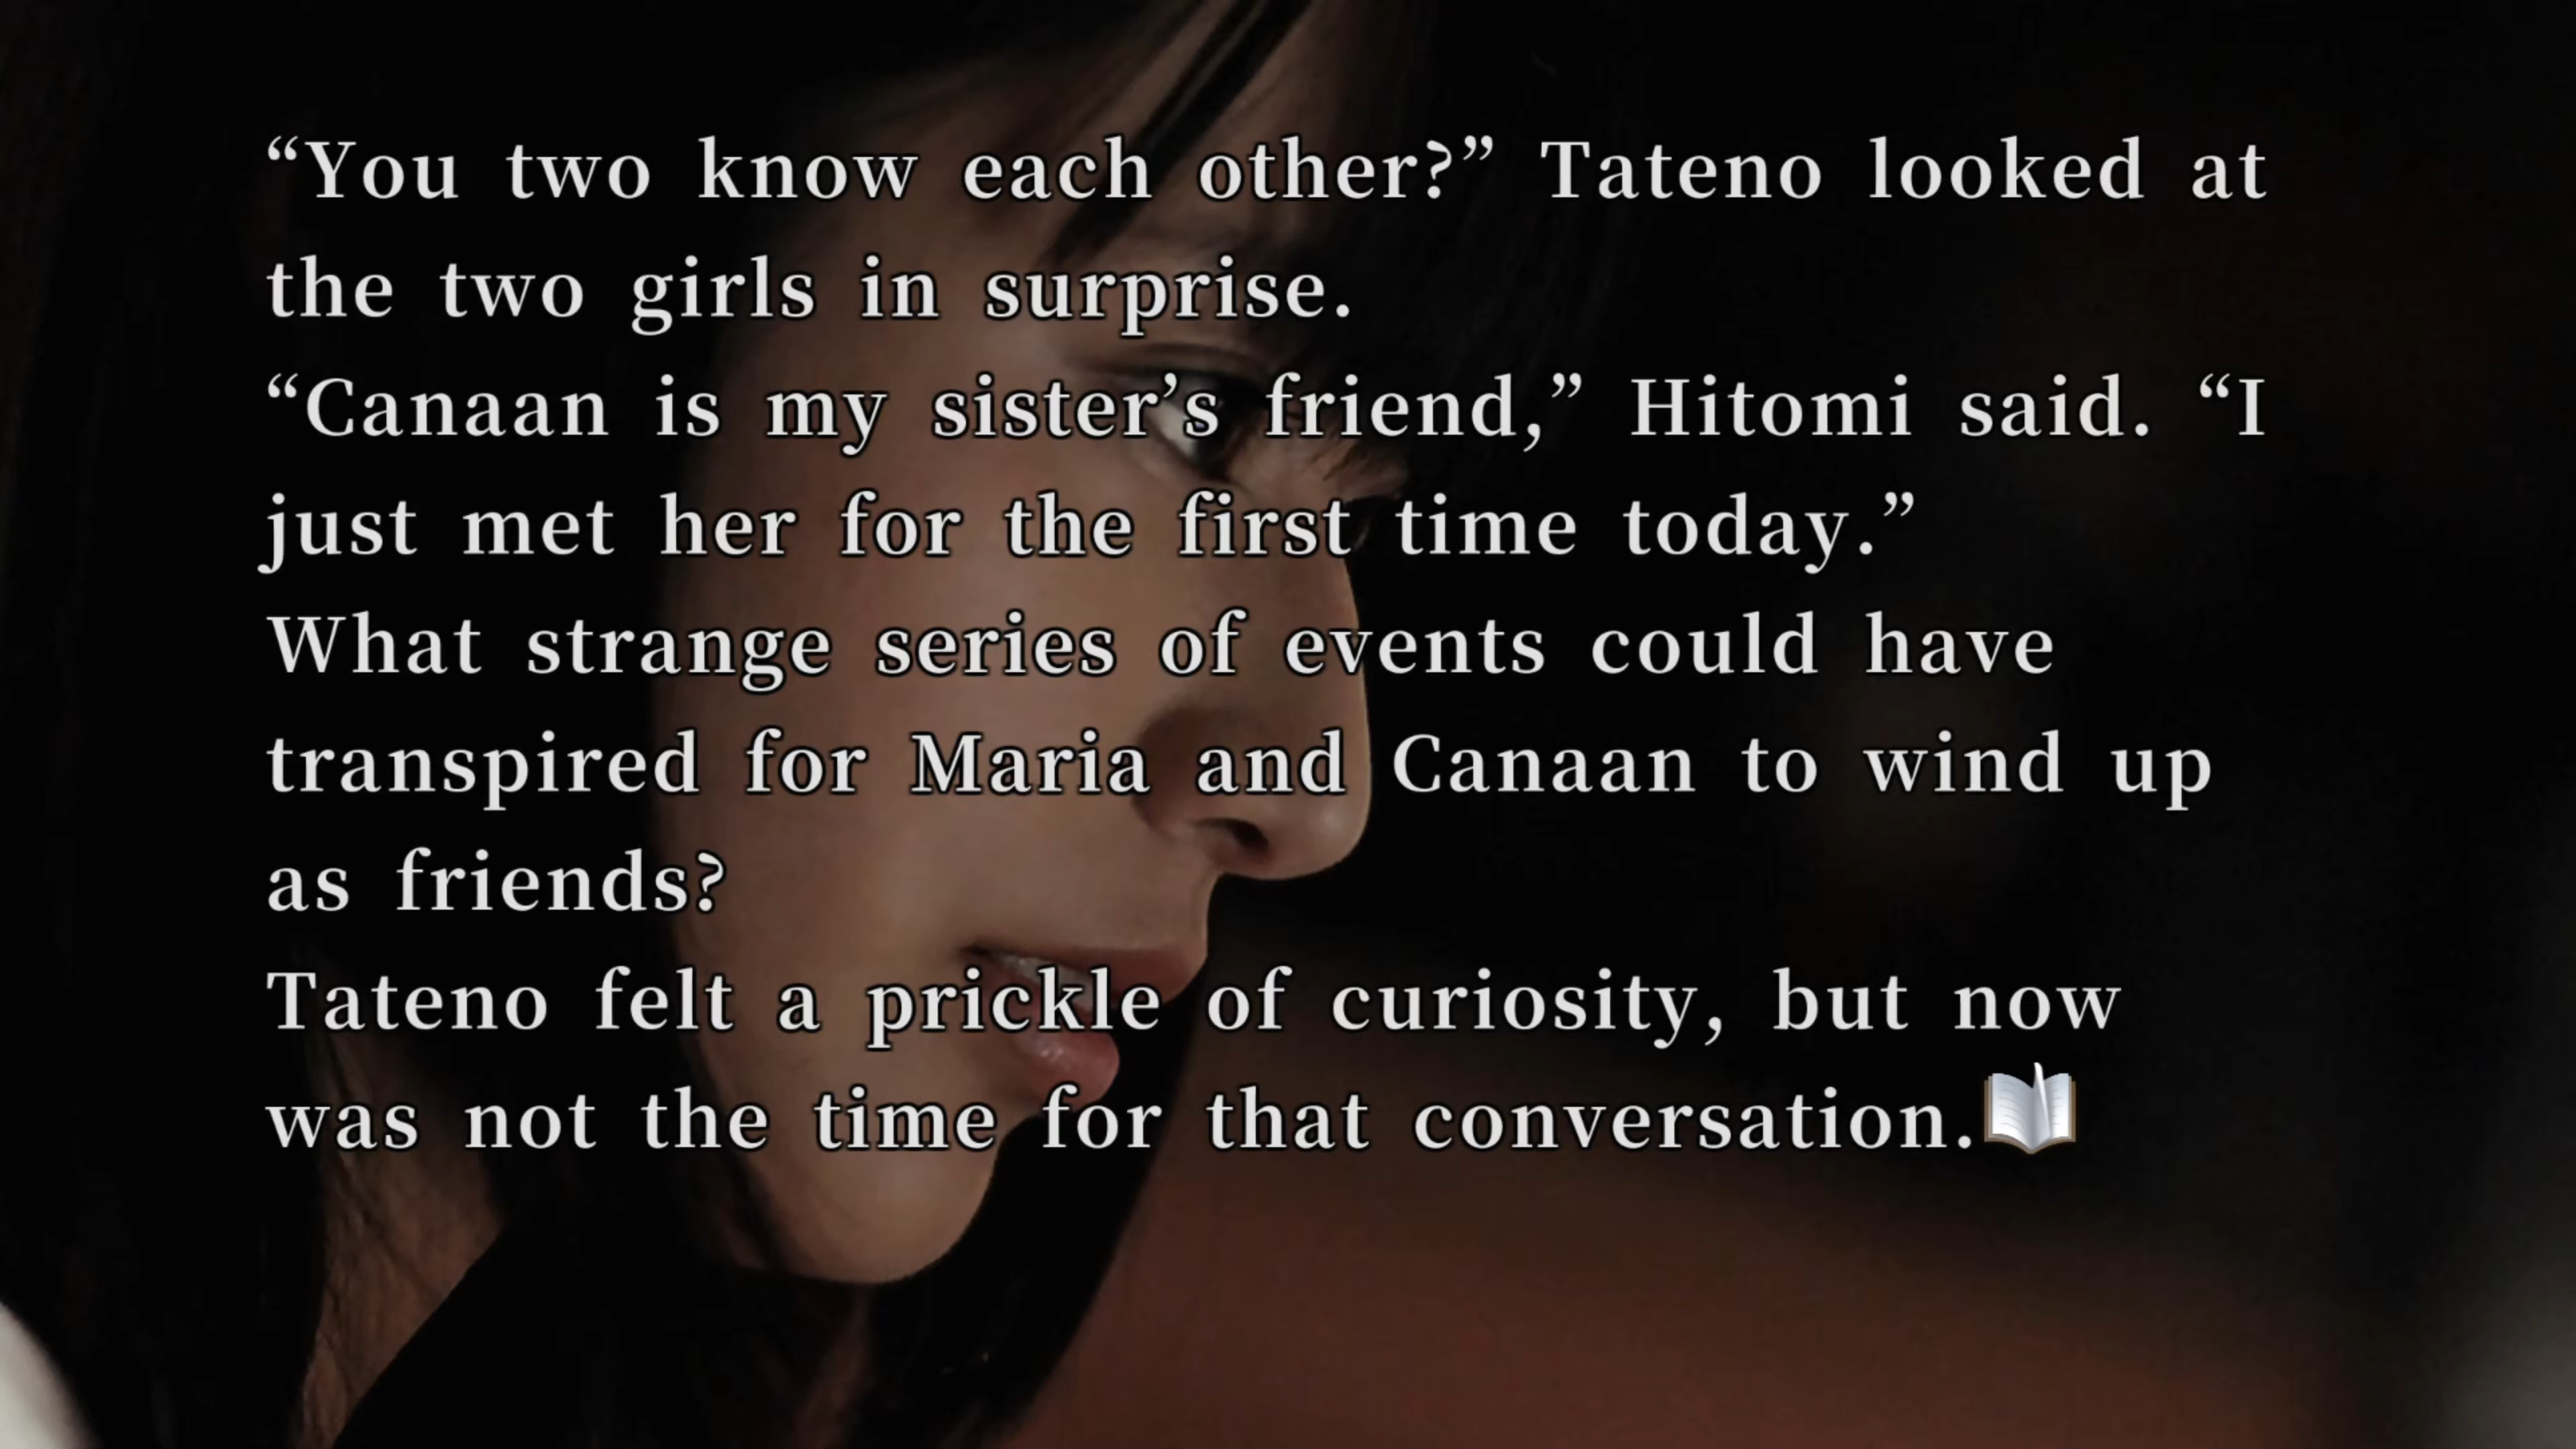 “You two know each other?” Tateno looked at
the two girls in surprise.
“Canaan is my sister’s friend,” Hitomi said. “I
just met her for the first time today.”
What strange series of events could have
transpired for Maria and Canaan to wind up
as friends?
Tateno felt a prickle of curiosity, but now
was not the time for that conversation.